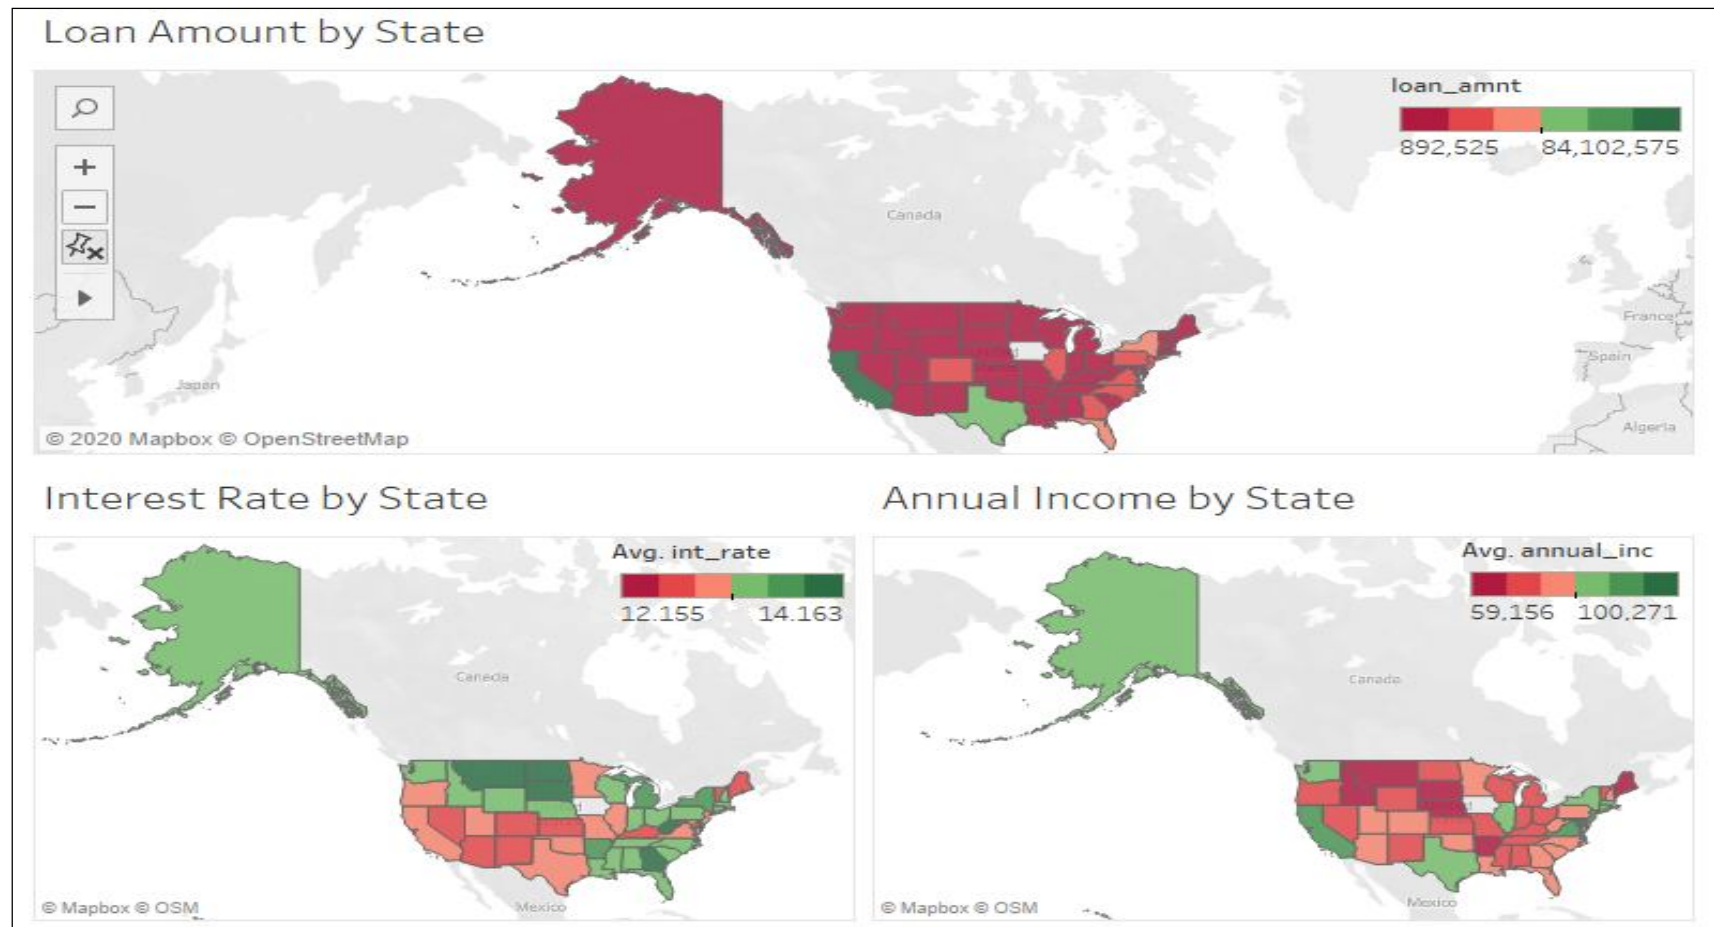 Loan Amount by State
loan_amnt
892,525 84,102,575
Canada
Japan
France
Spain
Algeria
© 2020 Mapbox © OpenStreetMap
Interest Rate by State
Avg. int_rate
12.155 14.163
Canada
Mexico
© Mapbox © OSM
Annual Income by State
Avg. annual_inc
59,156 100,271
Canada
Mexico
© Mapbox © OSM